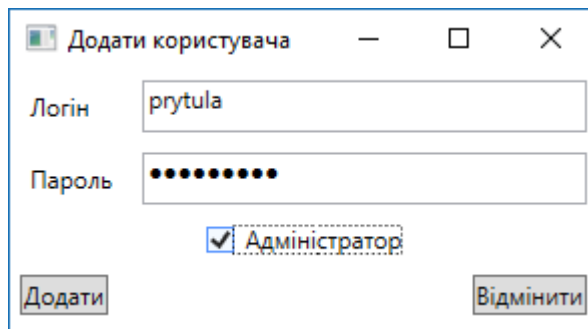 Додати користувача
Логін prytula
Пароль •••••••••
Адміністратор
Додати Відмінити